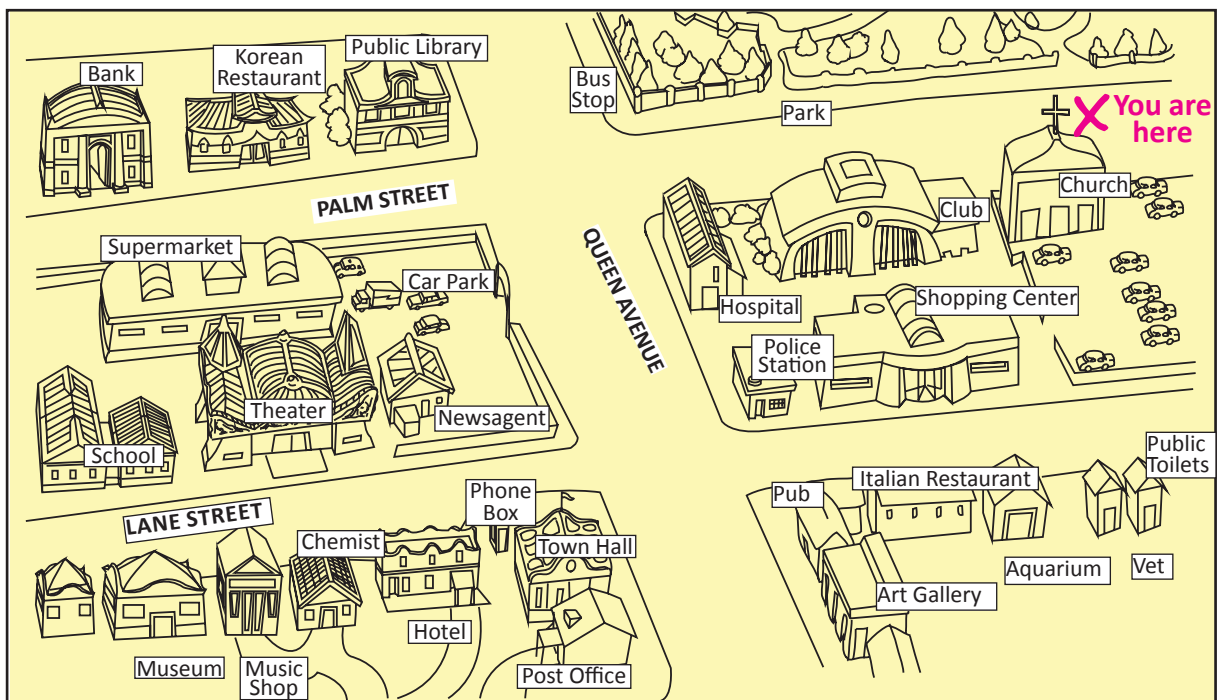 Public Library
Korean
Restaurant
Bank
Bus
Stop
Park
You are
here
Church
Club
PALM STREET
QUEEN AVENUE
Supermarket
Car Park
Hospital
Shopping Center
Police
Station
Theater
Newsagent
School
Public
Toilets
Italian Restaurant
Pub
Phone
Box
LANE STREET
Chemist
Town Hall
Aquarium
Vet
Art Gallery
Hotel
Museum
Music
Shop
Post Office